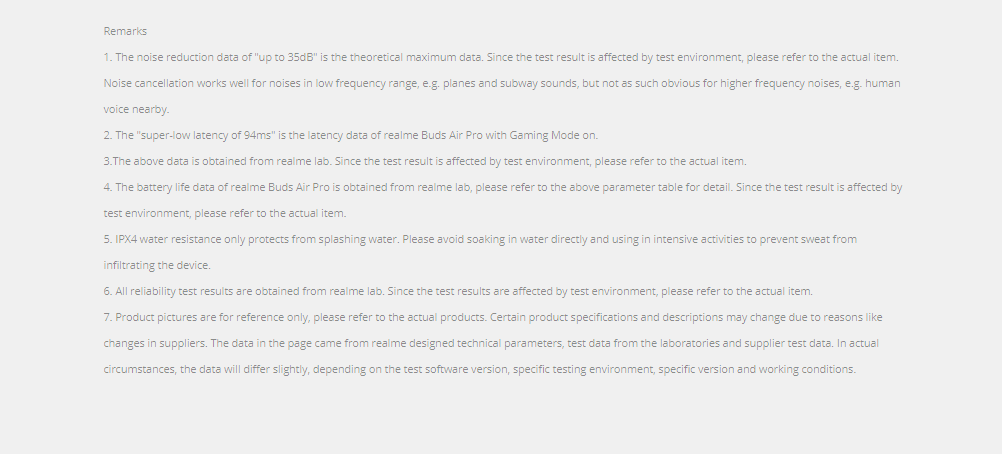 Remarks
1. The noise reduction data of "up to 35dB" is the theoretical maximum data. Since the test result is affected by test environment, please refer to the actual item.
Noise cancellation works well for noises in low frequency range, e.g. planes and subway sounds, but not as such obvious for higher frequency noises, e.g. human
voice nearby.
2. The "super-low latency of 94ms" is the latency data of realme Buds Air Pro with Gaming Mode on.
3.The above data is obtained from realme lab. Since the test result is affected by test environment, please refer to the actual item.
4. The battery life data of realme Buds Air Pro is obtained from realme lab, please refer to the above parameter table for detail. Since the test result is affected by
test environment, please refer to the actual item.
5. IPX4 water resistance only protects from splashing water. Please avoid soaking in water directly and using in intensive activities to prevent sweat from
infiltrating the device.
6. All reliability test results are obtained from realme lab. Since the test results are affected by test environment, please refer to the actual item.
7. Product pictures are for reference only, please refer to the actual products. Certain product specifications and descriptions may change due to reasons like
changes in suppliers. The data in the page came from realme designed technical parameters, test data from the laboratories and supplier test data. In actual
circumstances, the data will differ slightly, depending on the test software version, specific testing environment, specific version and working conditions.